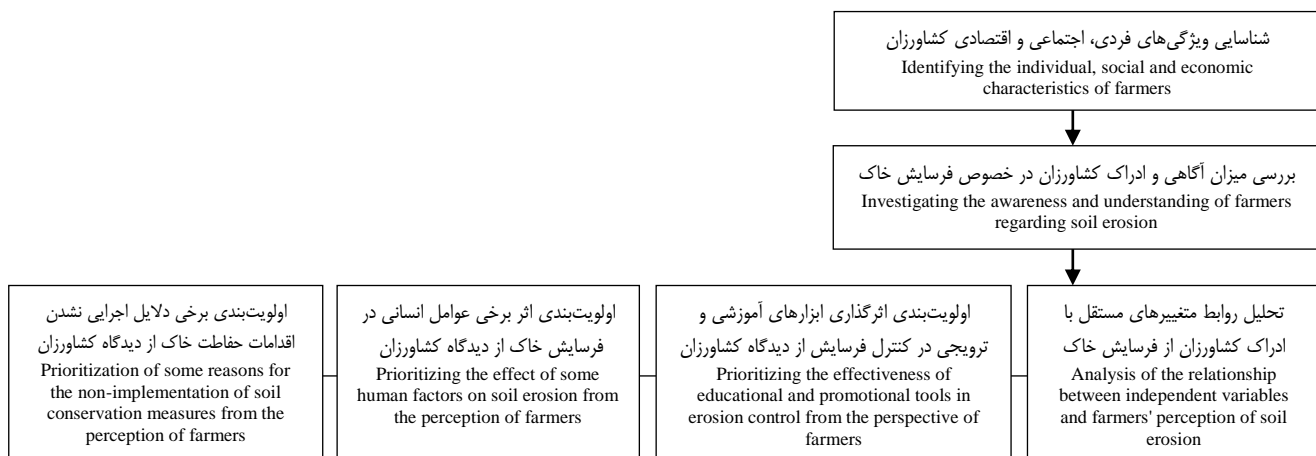 شناسایی ویژگی‌های فردی، اجتماعی و اقتصادی کشاورزان
Identifying the individual, social and economic
characteristics of farmers
بررسی میزان آگاهی و ادراک کشاورزان در خصوص فرسایش خاک
Investigating the awareness and understanding of farmers
regarding soil erosion
تحلیل روابط متغییرهای مستقل با
ادراک کشاورزان از فرسایش خاک
Analysis of the relationship
between independent variables
and farmers' perception of soil
erosion
اولویت‌بندی اثرگذاری ابزارهای آموزشی و
ترویجی در کنترل فرسایش از دیدگاه کشاورزان
Prioritizing the effectiveness of
educational and promotional tools in
erosion control from the perspective of
farmers
اولویت‌بندی اثر برخی عوامل انسانی در
فرسایش خاک از دیدگاه کشاورزان
Prioritizing the effect of some
human factors on soil erosion from
the perception of farmers
اولویت‌بندی برخی دلایل اجرایی نشدن
اقدامات حفاطت خاک از دیدگاه کشاورزان
Prioritization of some reasons for
the non-implementation of soil
conservation measures from the
perception of farmers